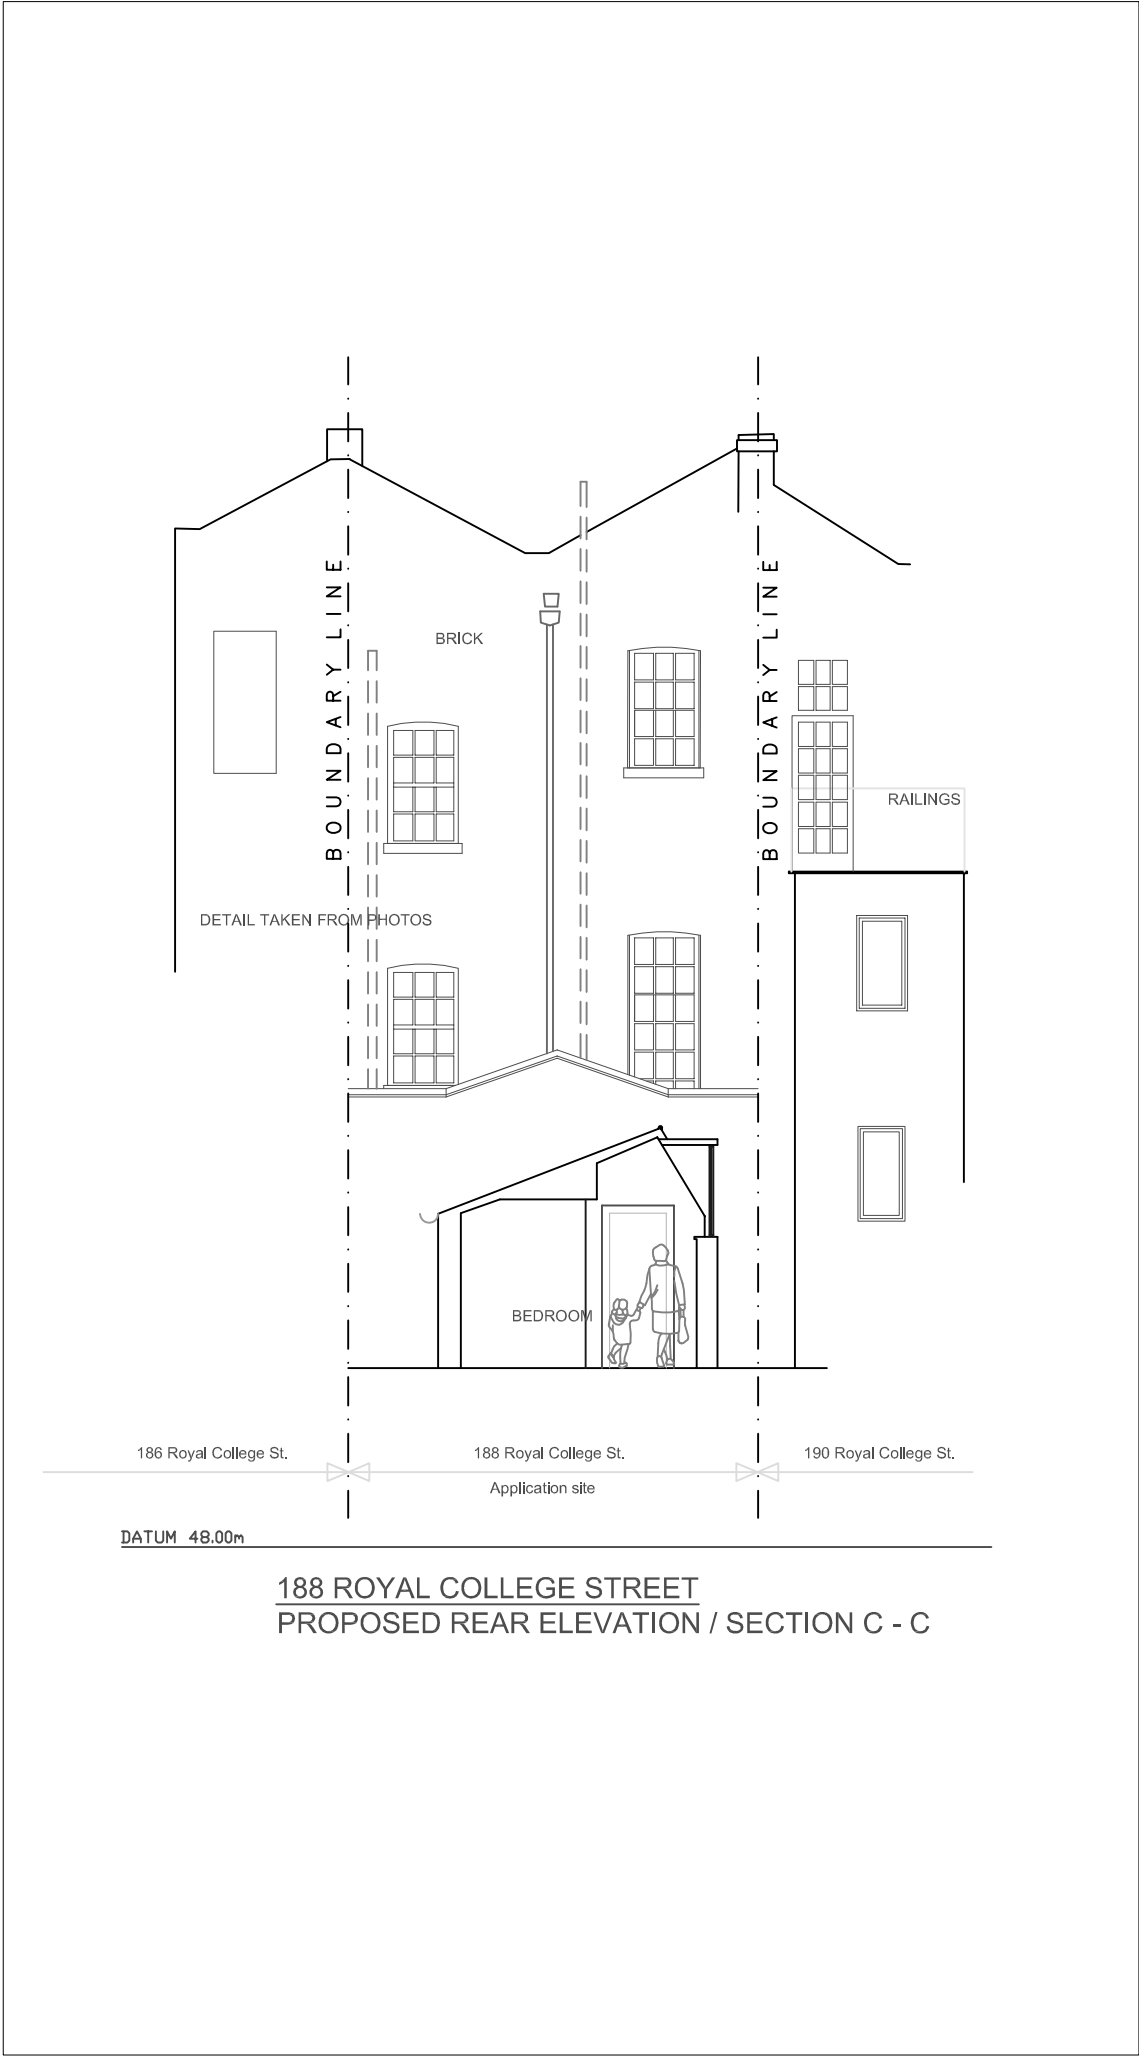 BOUNDARY LINE
BOUNDARY LINE
BRICK
RAILINGS
DETAIL TAKEN FROM PHOTOS
BEDROOM
186 Royal College St.
188 Royal College St.
190 Royal College St.
Application site
DATUM 48.00m
188 ROYAL COLLEGE STREET
PROPOSED REAR ELEVATION / SECTION C - C